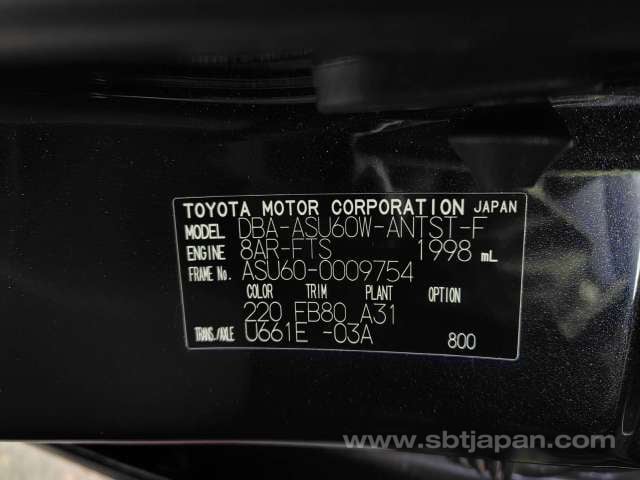 TOYOTA MOTOR CORPORATION JAPAN
MODEL DBA-ASU60W-ANTST-F
ENGINE 8AR-FTS 1998 mL
FRAME No. ASU60-0009754
COLOR TRIM PLANT OPTION
220 EB80 A31
TRANS./AXLE U661E -03A 800
www.sbtjapan.com